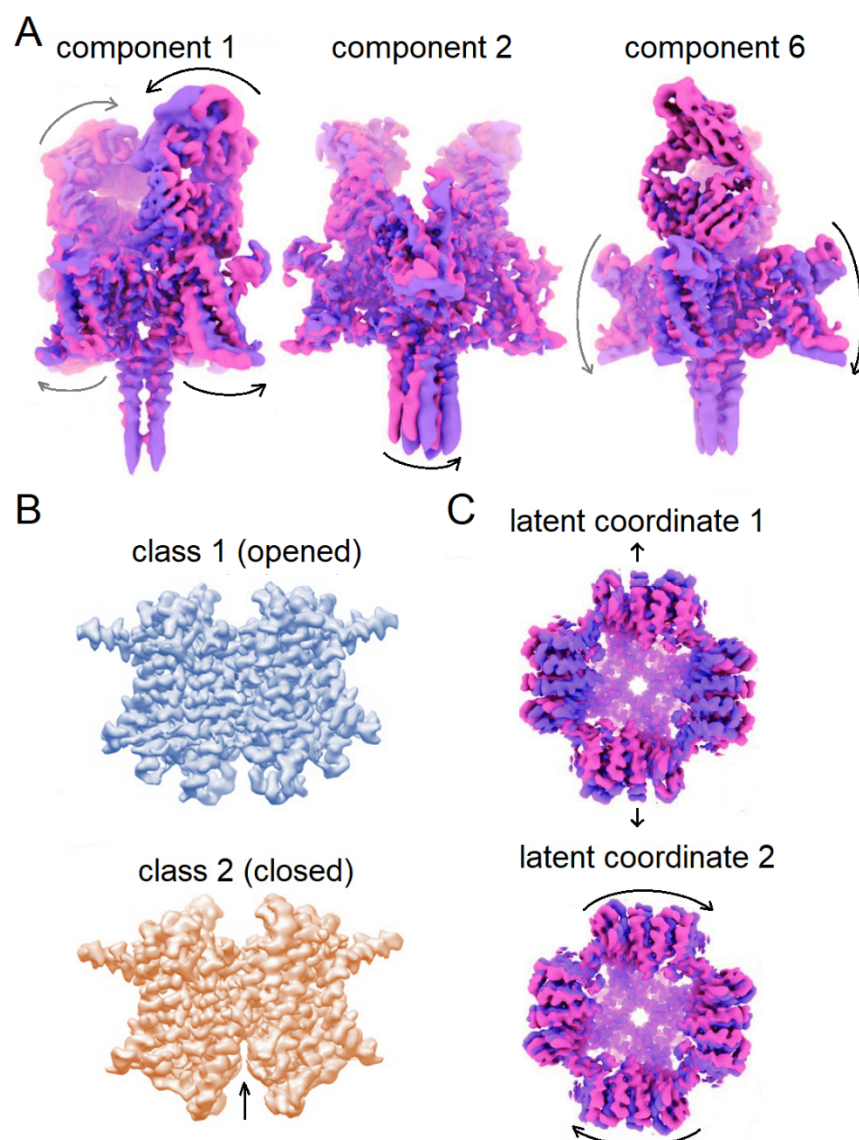 A
component 1
component 2
component 6
B
class 1 (opened)
class 2 (closed)
C
latent coordinate 1
latent coordinate 2